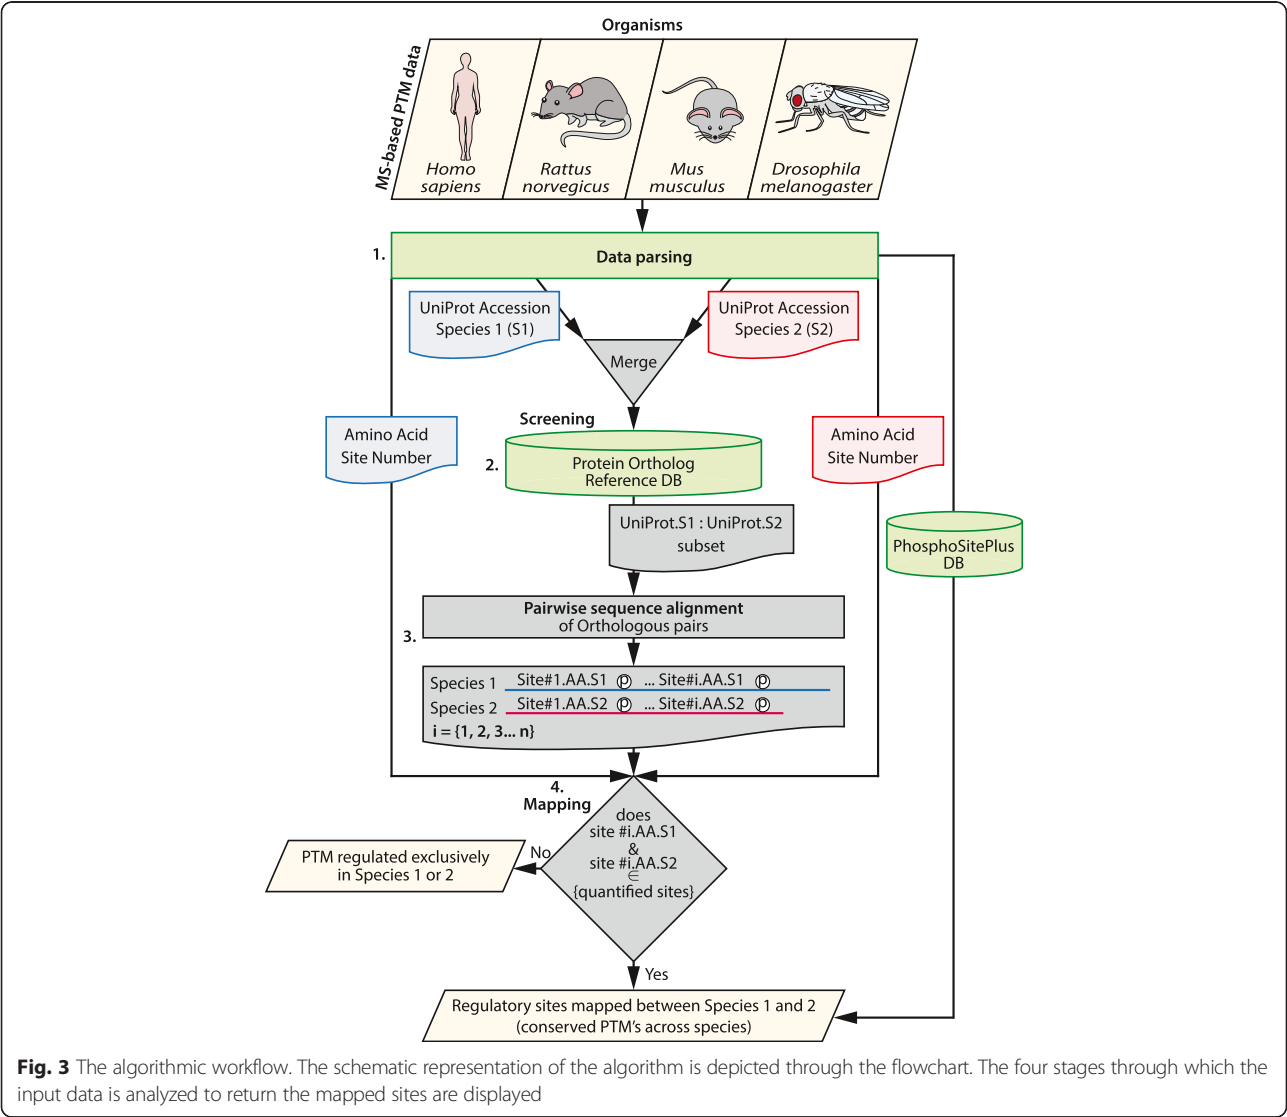 Organisms
MS-based PTM data
Homo
sapiens
Rattus
norvegicus
Mus
musculus
Drosophila
melanogaster
1.
Data parsing
UniProt Accession
Species 1 (S1)
UniProt Accession
Species 2 (S2)
Merge
Amino Acid
Site Number
Screening
Amino Acid
Site Number
2.
Protein Ortholog
Reference DB
UniProt.S1 : UniProt.S2
subset
PhosphoSitePlus
DB
3.
Pairwise sequence alignment
of Orthologous pairs
Species 1 Site#1.AA.S1 p ... Site#i.AA.S1 p
Species 2 Site#1.AA.S2 p ... Site#i.AA.S2 p
i = {1, 2, 3... n}
4.
Mapping
does
site #i.AA.S1
&
site #i.AA.S2
∈
{quantified sites}
No
PTM regulated exclusively
in Species 1 or 2
Yes
Regulatory sites mapped between Species 1 and 2
(conserved PTM's across species)
Fig. 3 The algorithmic workflow. The schematic representation of the algorithm is depicted through the flowchart. The four stages through which the
input data is analyzed to return the mapped sites are displayed